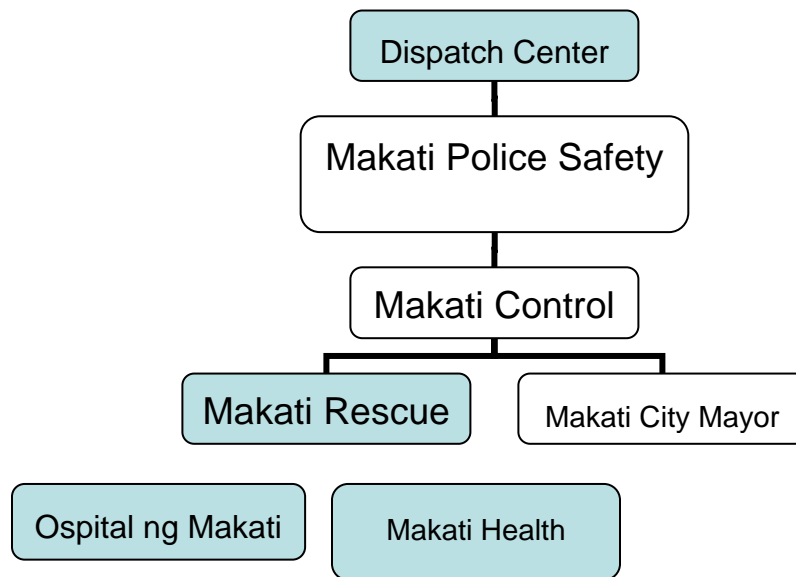 Dispatch Center
Makati Police Safety
Makati Control
Makati Rescue
Makati City Mayor
Ospital ng Makati
Makati Health